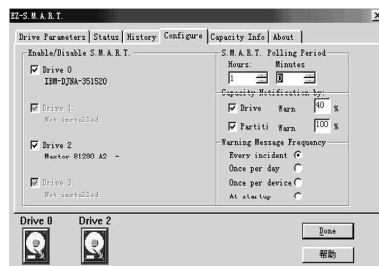 EZ-S.M.A.R.T.
Drive Parameters Status History Configure Capacity Info About
Enable/Disable S.M.A.R.T.
Drive 0
IBM-DJNA-351520
Drive 1:
Not installed
Drive 2
Maxtor 81280 A2 -
Drive 3:
Not installed
S.M.A.R.T. Polling Period
Hours: Minutes
1 0
Capacity Notification by:
Drive Warn 40 %
Partiti Warn 100 %
Warning Message Frequency
Every incident
Once per day
Once per device
At startup
Drive 0 Drive 2
Done
帮助